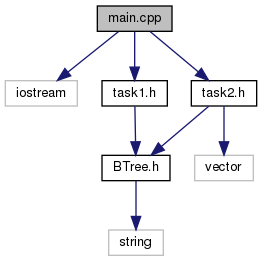 main.cpp
iostream
task1.h
task2.h
BTree.h
vector
string